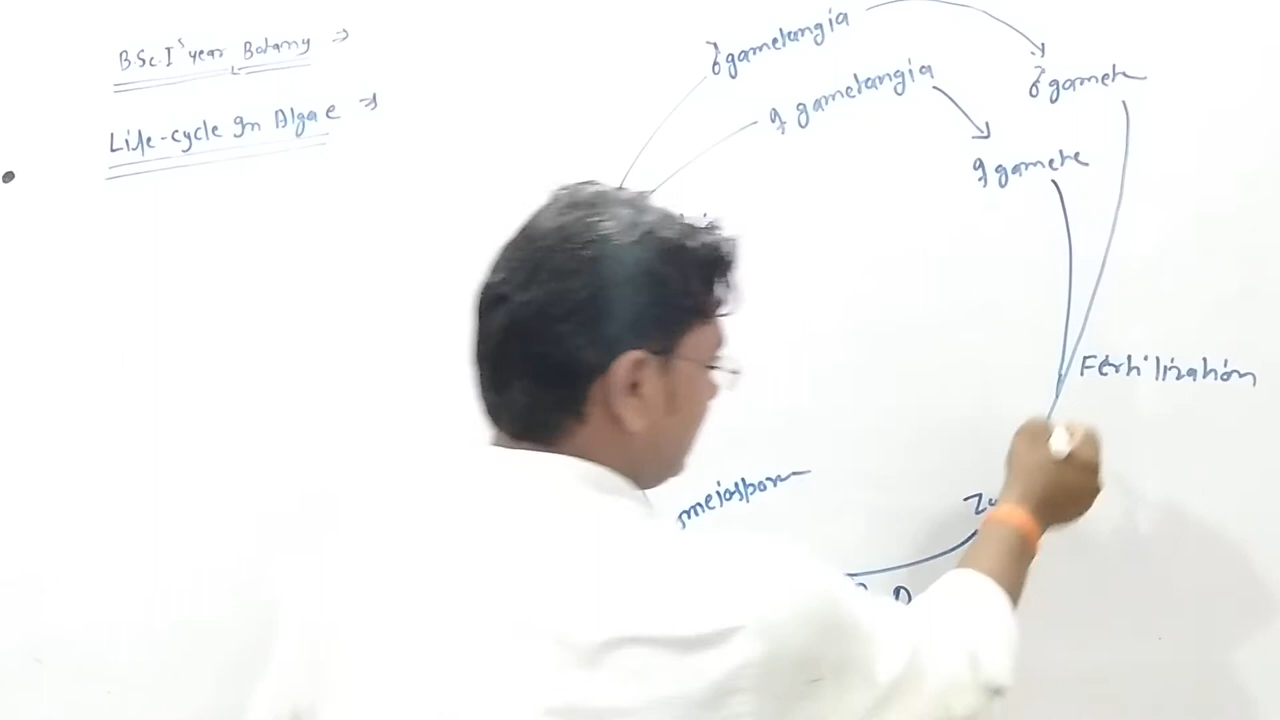 B.Sc. I year Botany ⇒
Life-cycle In Algae ⇒
♂ gametangia
♀ gametangia
♂ gamete
♀ gamete
Fertilization
meiospore